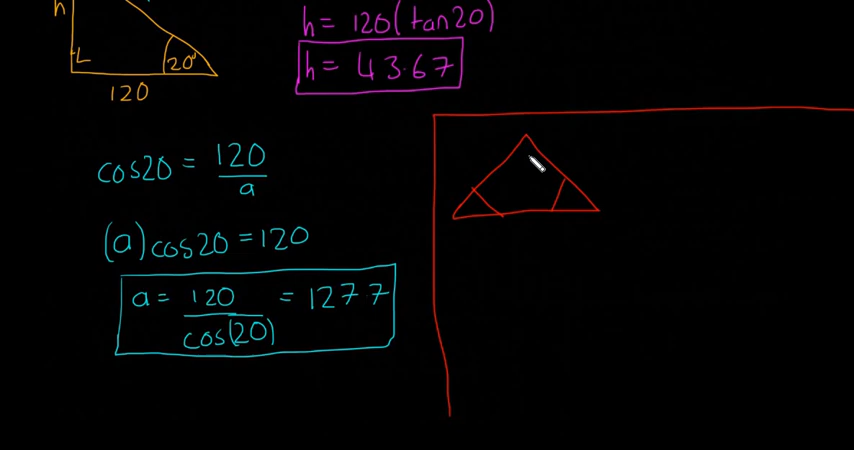 h
20°
120
h = 120(tan20)
h = 43.67
cos20 = 120/a
(a)cos20 = 120
a = 120/cos(20) = 127.7